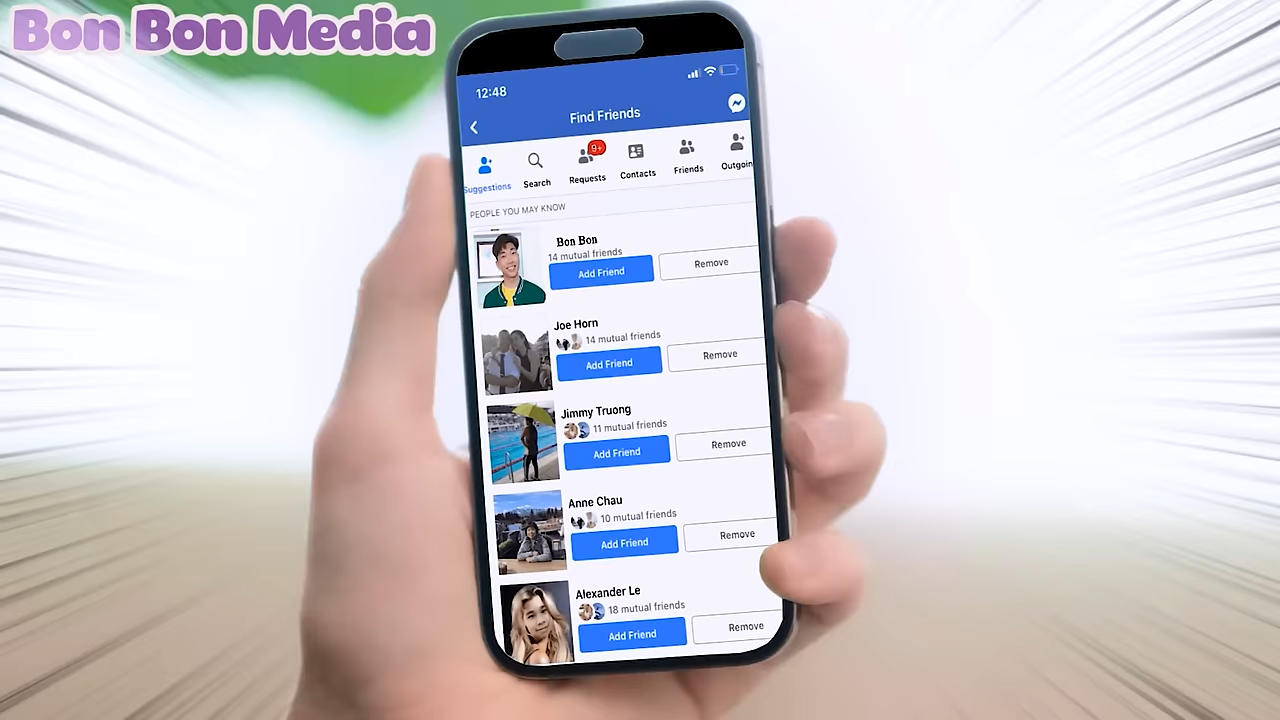 Bon Bon Media
12:48
Find Friends
Suggestions
Search
9+
Requests
Contacts
Friends
Outgoin
PEOPLE YOU MAY KNOW
Bon Bon
14 mutual friends
Add Friend
Remove
Joe Horn
14 mutual friends
Add Friend
Remove
Jimmy Truong
11 mutual friends
Add Friend
Remove
Anne Chau
10 mutual friends
Add Friend
Remove
Alexander Le
18 mutual friends
Add Friend
Remove